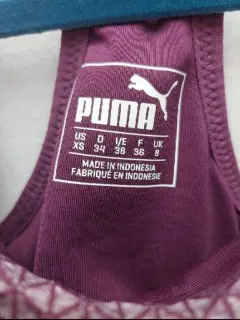 PUMA
US D I/E F UK
XS 34 38 36 8
MADE IN INDONESIA
FABRIQUÉ EN INDONESIE